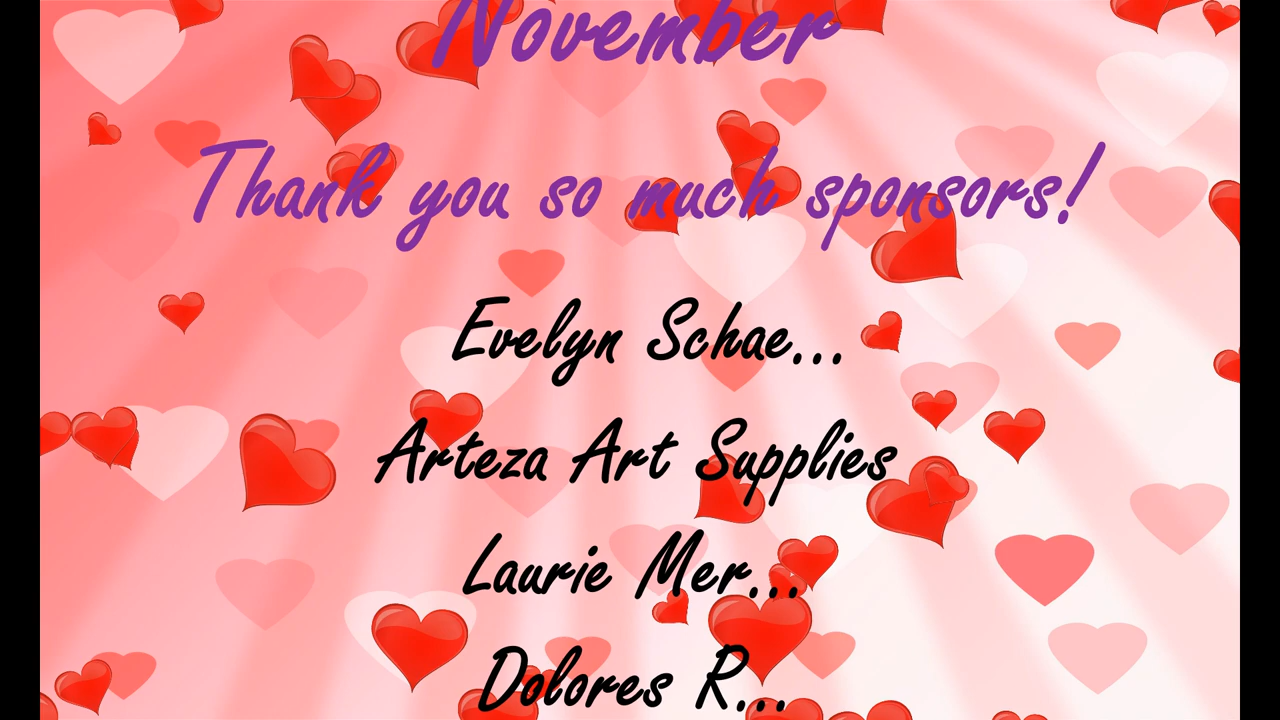 November
Thank you so much sponsors!
Evelyn Schae...
Arteza Art Supplies
Laurie Mer...
Dolores R...